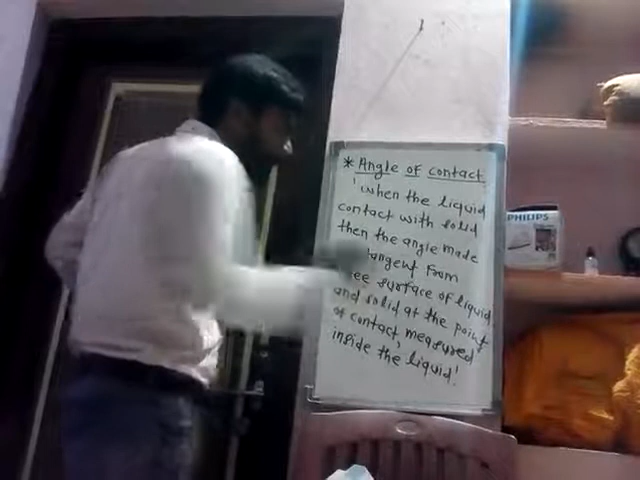 * Angle of contact
'when the liquid
contact with solid
then the angle made
tangent from
surface of liquid
and solid at the point
of contact, measured
inside the liquid'.
PHILIPS